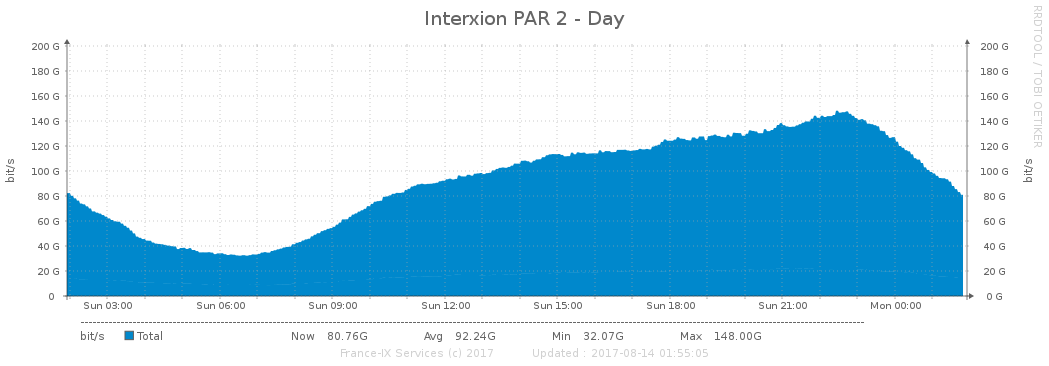 Interxion PAR 2 - Day
RRDTOOL / TOBI OETIKER
200 G 200 G
180 G 180 G
160 G 160 G
140 G 140 G
120 G 120 G
100 G 100 G
80 G 80 G
60 G 60 G
40 G 40 G
20 G 20 G
0 0 G
bit/s bit/s
Sun 03:00 Sun 06:00 Sun 09:00 Sun 12:00 Sun 15:00 Sun 18:00 Sun 21:00 Mon 00:00
bit/s Total Now 80.76G Avg 92.24G Min 32.07G Max 148.00G
France-IX Services (c) 2017 Updated : 2017-08-14 01:55:05